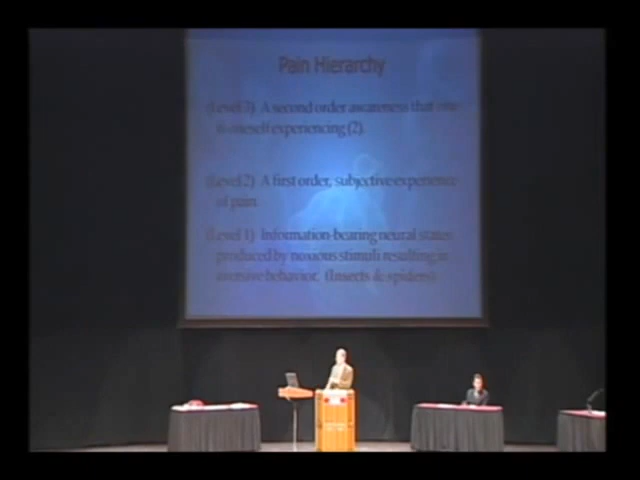 Pain Hierarchy
(Level 3) A second order awareness that one
is oneself experiencing (2).
(Level 2) A first order, subjective experience
of pain.
(Level 1) Information-bearing neural states
produced by noxious stimuli resulting in
aversive behavior. (Insects & spiders)